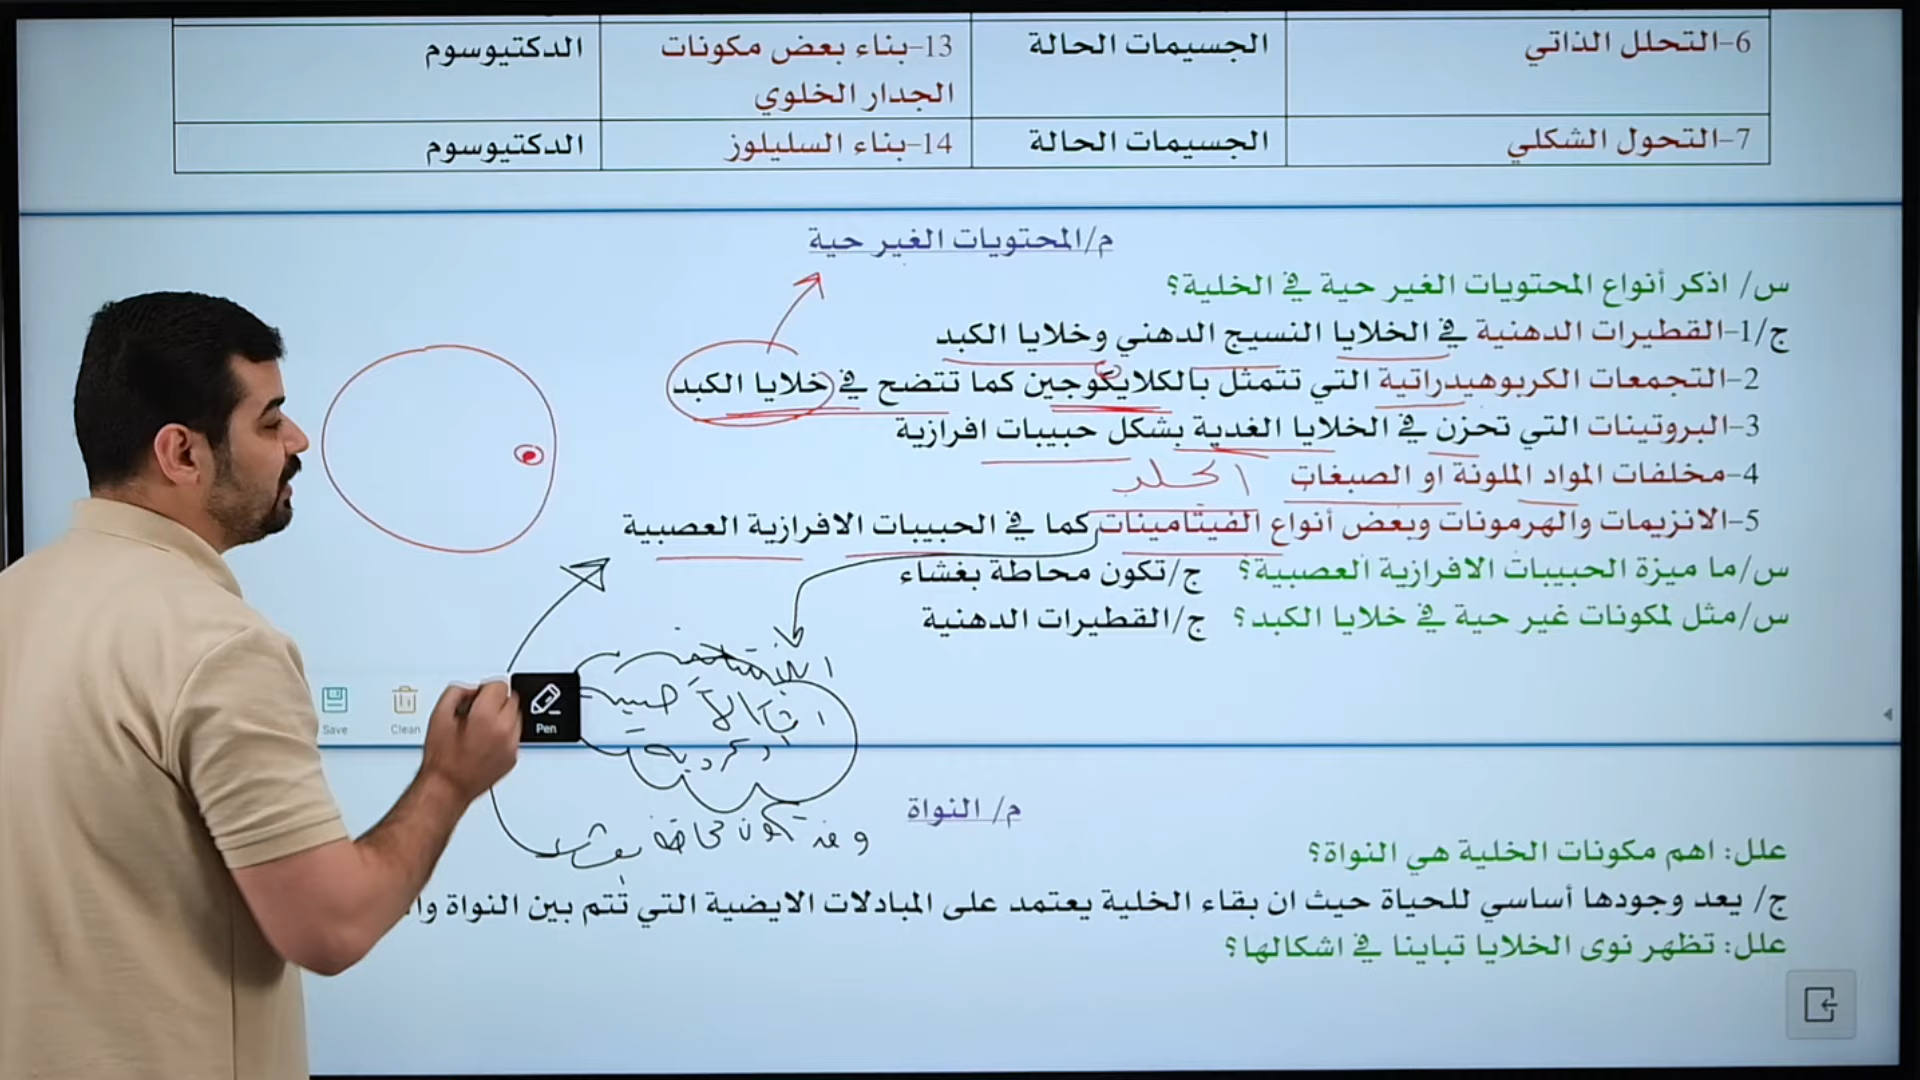 6-التحلل الذاتي الجسيمات الحالة 13-بناء بعض مكونات الجدار الخلوي الدكتيوسوم
7-التحول الشكلي الجسيمات الحالة 14-بناء السليلوز الدكتيوسوم
م/المحتويات الغير حية
س/ اذكر أنواع المحتويات الغير حية في الخلية؟
ج/1-القطيرات الدهنية في الخلايا النسيج الدهني وخلايا الكبد
2-التجمعات الكربوهيدراتية التي تتمثل بالكلايكوجين كما تتضح في خلايا الكبد
3-البروتينات التي تخزن في الخلايا الغدية بشكل حبيبات افرازية
4-مخلفات المواد الملونة او الصبغات الجلد
5-الانزيمات والهرمونات وبعض أنواع الفيتامينات كما في الحبيبات الافرازية العصبية
س/ما ميزة الحبيبات الافرازية العصبية؟ ج/تكون محاطة بغشاء
س/مثل لمكونات غير حية في خلايا الكبد؟ ج/القطيرات الدهنية
Save
Clean
Pen
وقد تكون محاطة بغشاء
م/ النواة
علل: اهم مكونات الخلية هي النواة؟
ج/ يعد وجودها أساسي للحياة حيث ان بقاء الخلية يعتمد على المبادلات الايضية التي تتم بين النواة
علل: تظهر نوى الخلايا تباينا في اشكالها؟